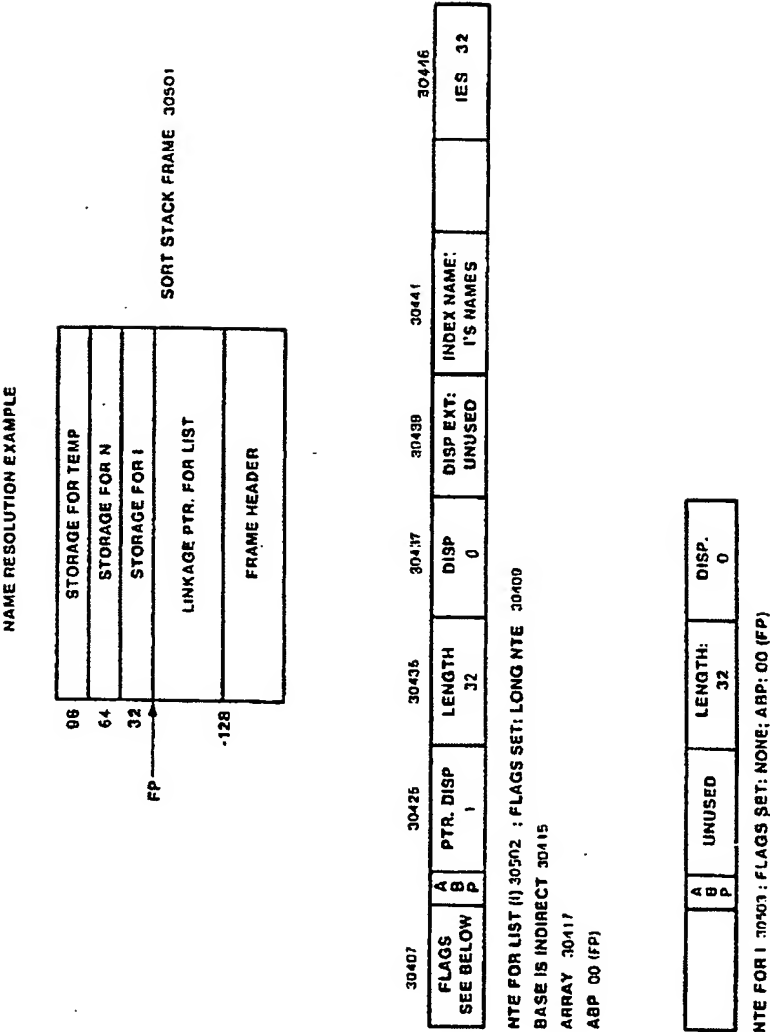 NAME RESOLUTION EXAMPLE
96
STORAGE FOR TEMP
64
STORAGE FOR N
32
STORAGE FOR I
FP
LINKAGE PTR. FOR LIST
-128
FRAME HEADER
SORT STACK FRAME 30501
30407
30425
30435
30437
30439
30441
30446
FLAGS
SEE BELOW
A
B
P
PTR. DISP
LENGTH
32
DISP
0
DISP EXT:
UNUSED
INDEX NAME:
I'S NAMES
IES 32
NTE FOR LIST (I) 30502 : FLAGS SET: LONG NTE 30409
BASE IS INDIRECT 30415
ARRAY 30417
ABP 00 (FP)
A
B
P
UNUSED
LENGTH:
32
DISP.
0
NTE FOR I 30503 : FLAGS SET: NONE; ABP: 00 (FP)